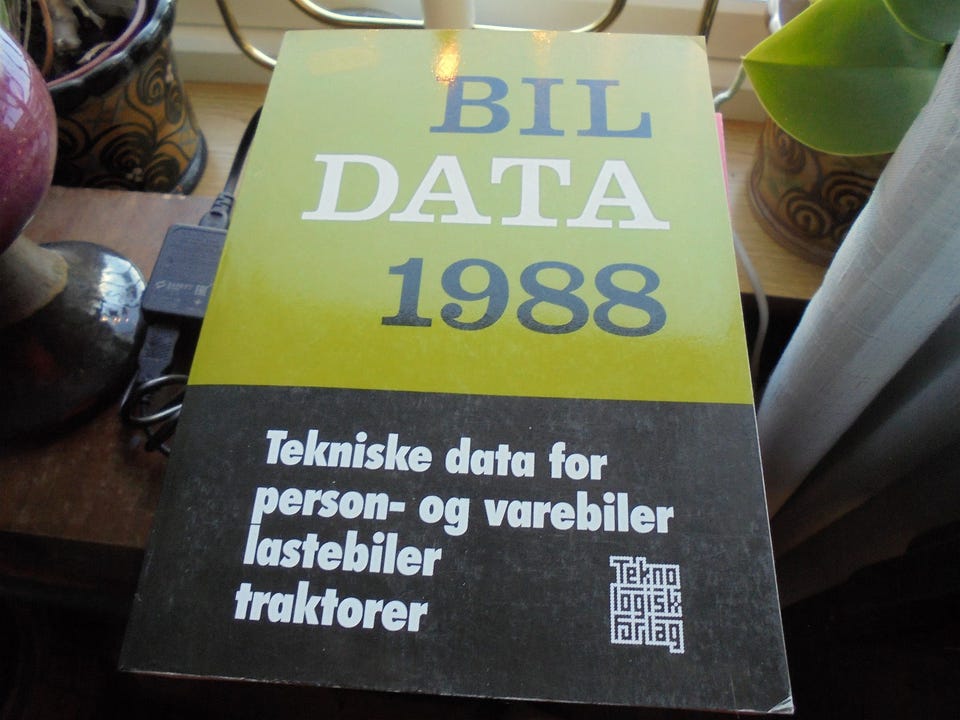 BIL
DATA
1988
Tekniske data for
person- og varebiler
lastebiler
traktorer
Tekno
logisk
Forlag